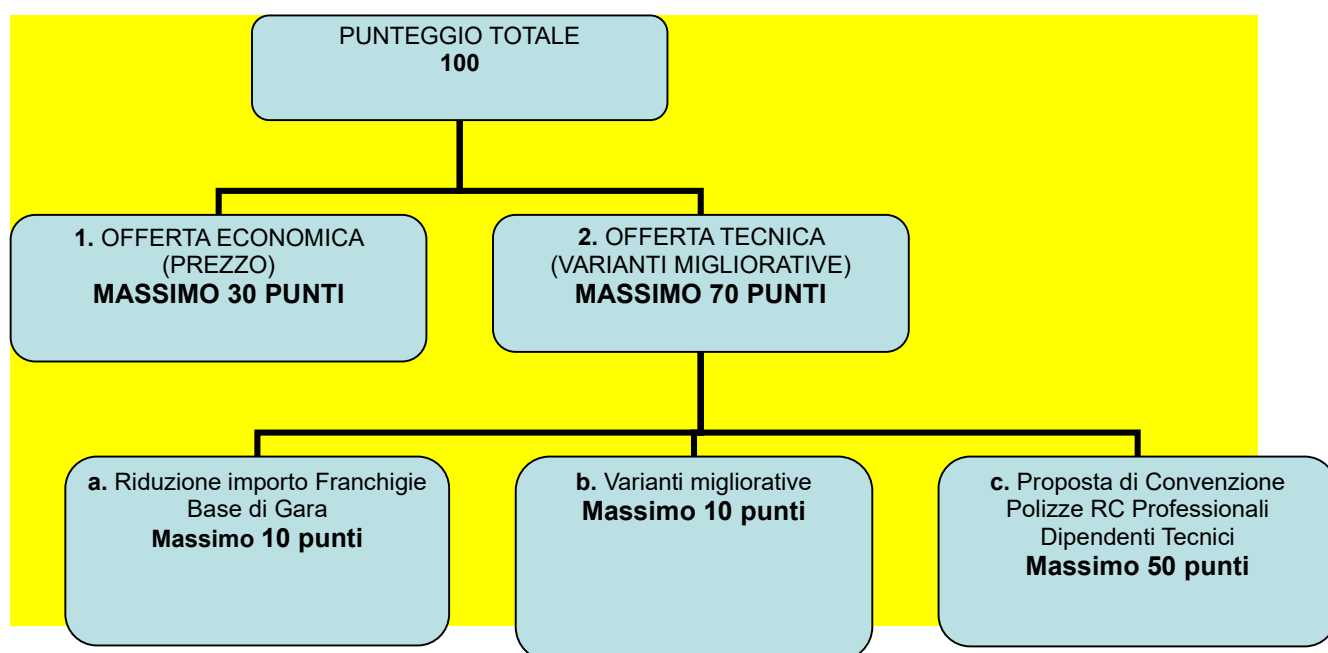 PUNTEGGIO TOTALE
100
1. OFFERTA ECONOMICA
(PREZZO)
MASSIMO 30 PUNTI
2. OFFERTA TECNICA
(VARIANTI MIGLIORATIVE)
MASSIMO 70 PUNTI
a. Riduzione importo Franchigie
Base di Gara
Massimo 10 punti
b. Varianti migliorative
Massimo 10 punti
c. Proposta di Convenzione
Polizze RC Professionali
Dipendenti Tecnici
Massimo 50 punti